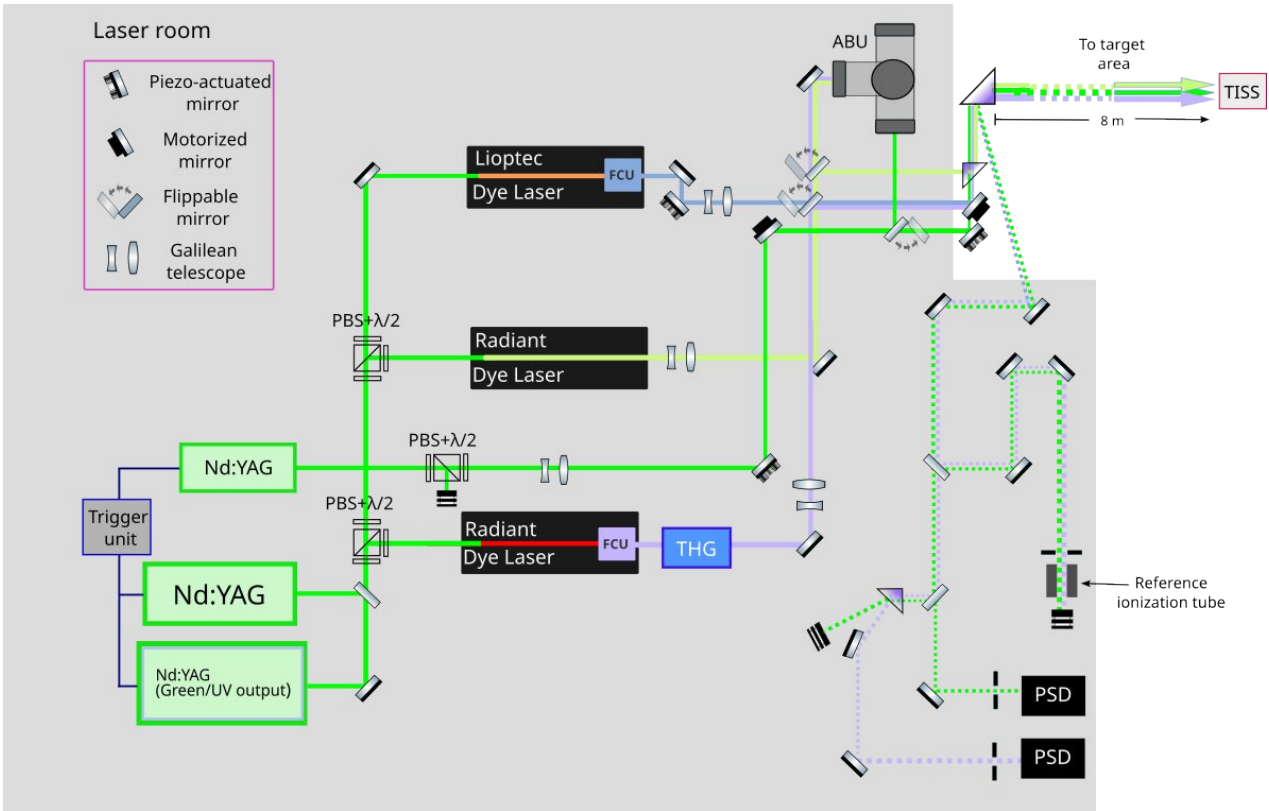 Laser room
Piezo-actuated
mirror
Motorized
mirror
Flippable
mirror
Galilean
telescope
ABU
To target
area
TISS
8 m
Lioptec
FCU
Dye Laser
PBS+λ/2
Radiant
Dye Laser
PBS+λ/2
Nd:YAG
PBS+λ/2
Trigger
unit
Radiant
FCU
Dye Laser
THG
Nd:YAG
Reference
ionization tube
Nd:YAG
(Green/UV output)
PSD
PSD